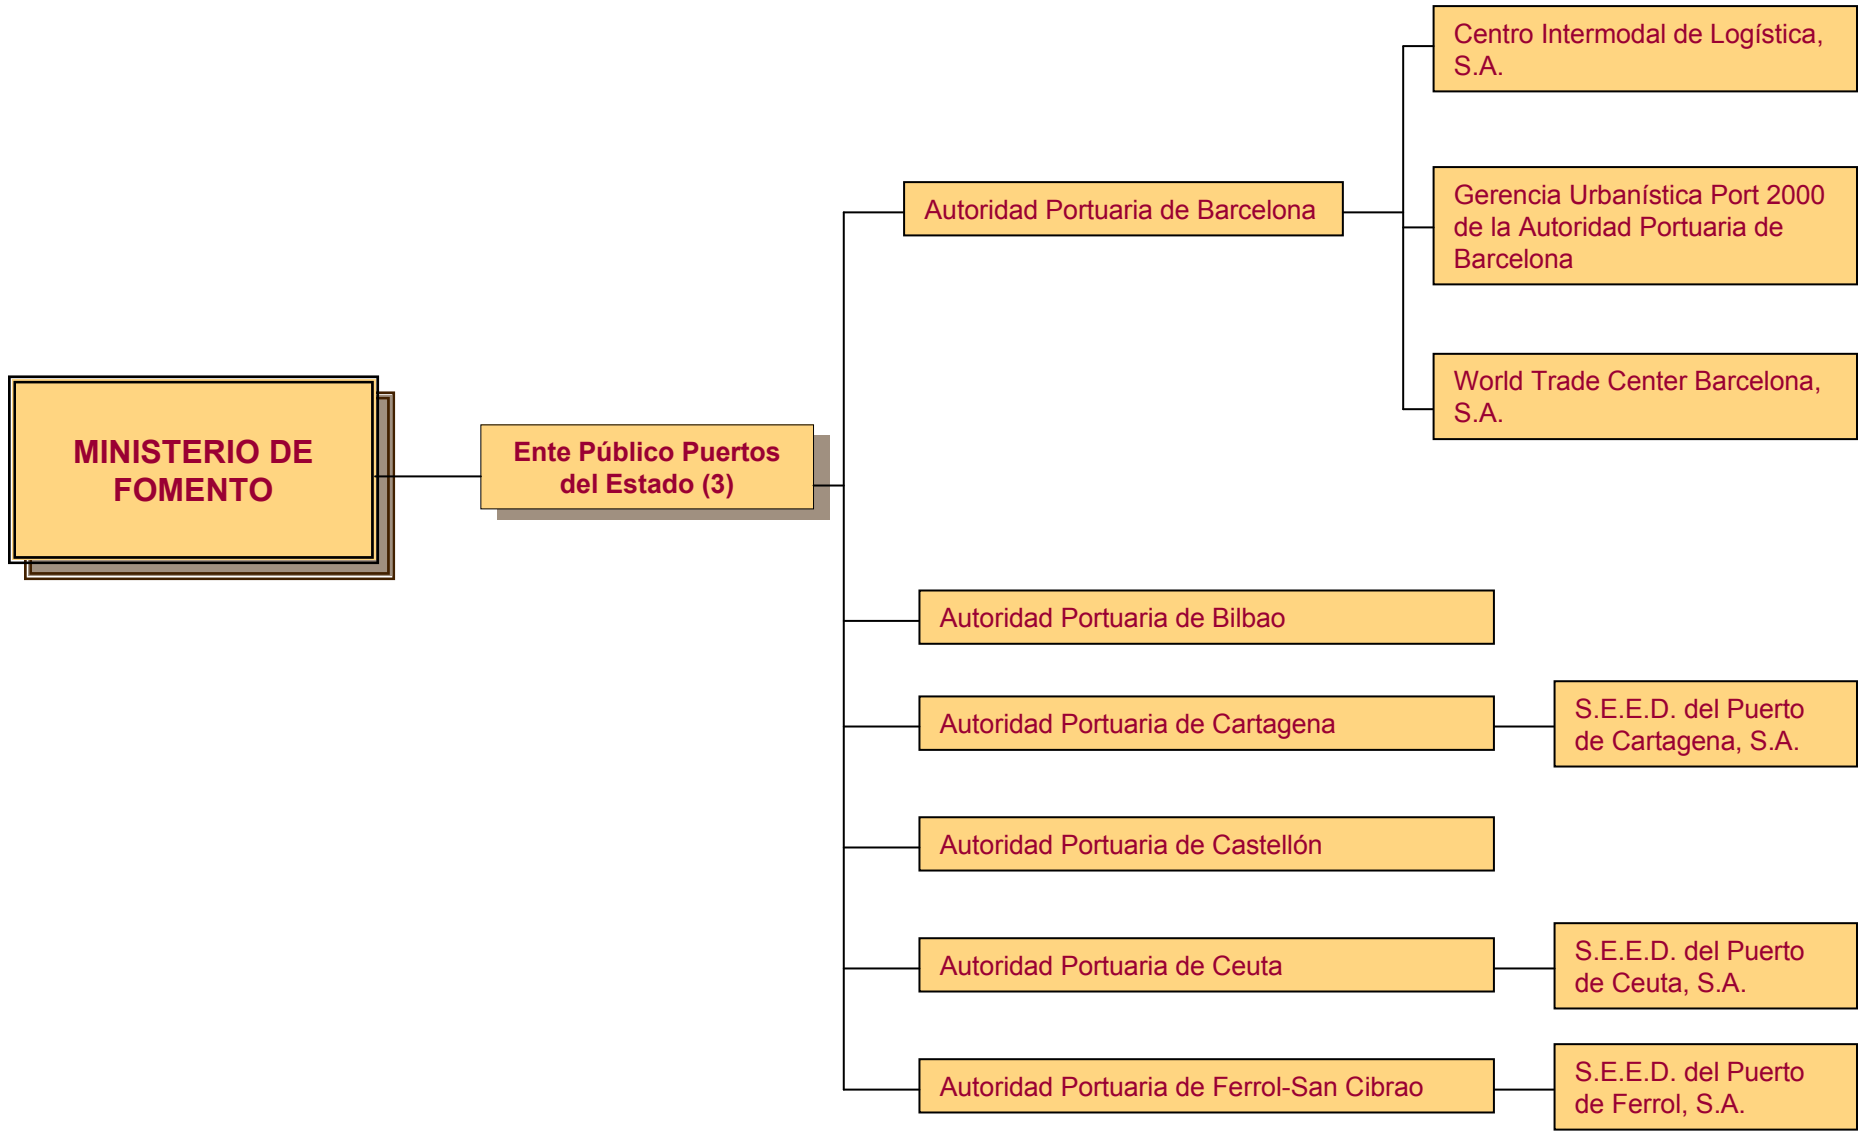 Centro Intermodal de Logística,
S.A.
Autoridad Portuaria de Barcelona
Gerencia Urbanística Port 2000
de la Autoridad Portuaria de
Barcelona
World Trade Center Barcelona,
S.A.
MINISTERIO DE
FOMENTO
Ente Público Puertos
del Estado (3)
Autoridad Portuaria de Bilbao
Autoridad Portuaria de Cartagena
S.E.E.D. del Puerto
de Cartagena, S.A.
Autoridad Portuaria de Castellón
Autoridad Portuaria de Ceuta
S.E.E.D. del Puerto
de Ceuta, S.A.
Autoridad Portuaria de Ferrol-San Cibrao
S.E.E.D. del Puerto
de Ferrol, S.A.